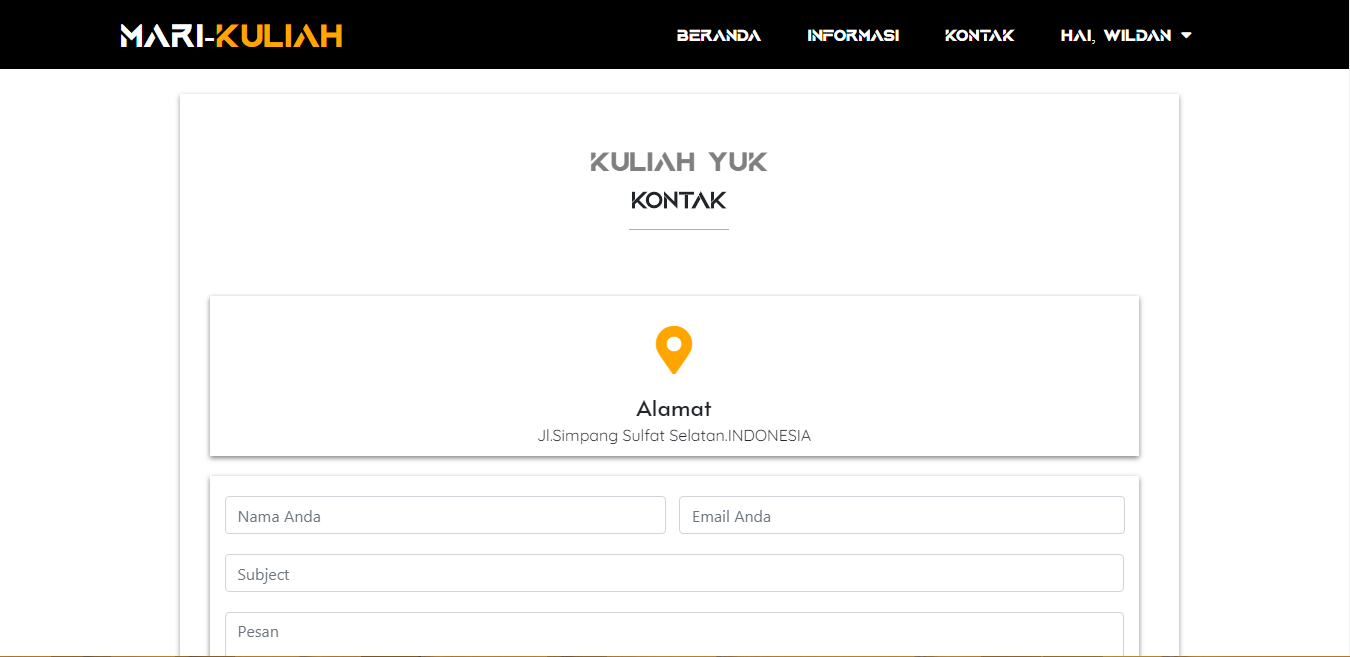 MARI-KULIAH
BERANDA INFORMASI KONTAK HAI, WILDAN
KULIAH YUK
KONTAK
Alamat
Jl.Simpang Sulfat Selatan.INDONESIA
Nama Anda Email Anda
Subject
Pesan